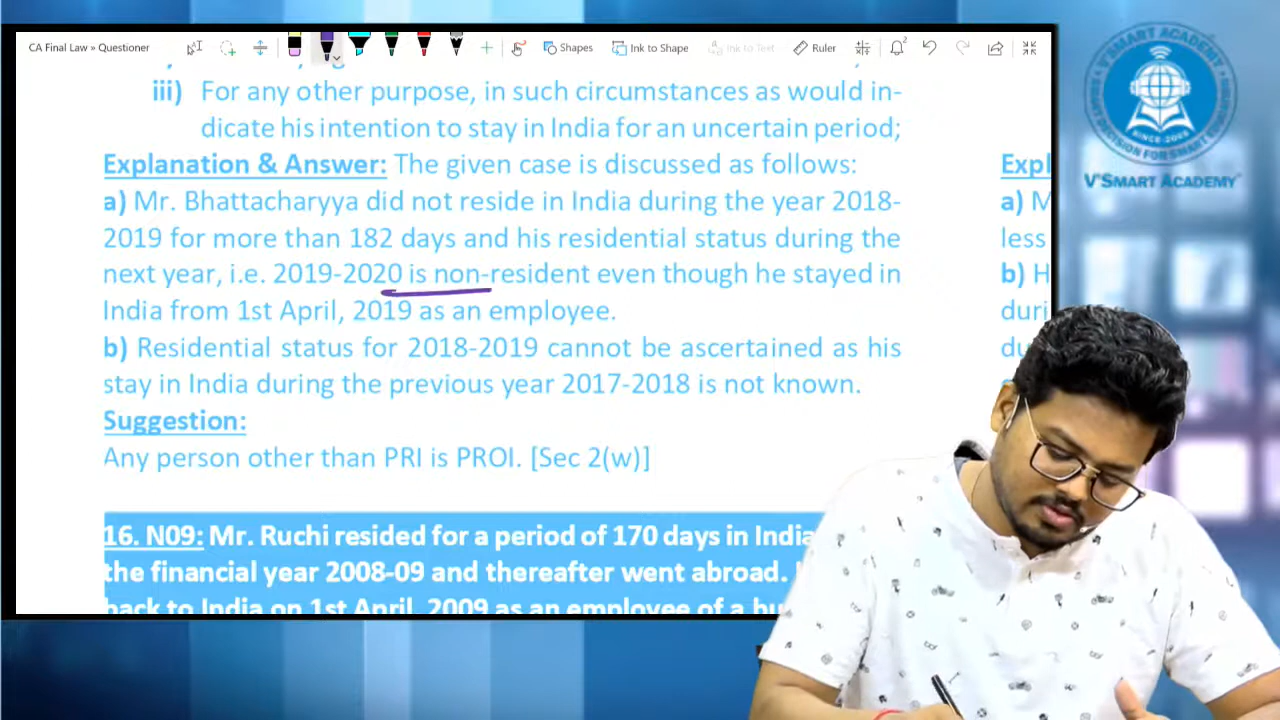 CA Final Law » Questioner
Shapes
Ink to Shape
Ink to Text
Ruler
iii) For any other purpose, in such circumstances as would in-
dicate his intention to stay in India for an uncertain period;
Explanation & Answer: The given case is discussed as follows:
a) Mr. Bhattacharyya did not reside in India during the year 2018-
2019 for more than 182 days and his residential status during the
next year, i.e. 2019-2020 is non-resident even though he stayed in
India from 1st April, 2019 as an employee.
b) Residential status for 2018-2019 cannot be ascertained as his
stay in India during the previous year 2017-2018 is not known.
Suggestion:
Any person other than PRI is PROI. [Sec 2(w)]
16. N09: Mr. Ruchi resided for a period of 170 days in India
the financial year 2008-09 and thereafter went abroad.
back to India on 1st April, 2009 as an employee of a bu
Expl
a) M
less
b) H
duri
V'SMART ACADEMY
SINCE-2008
V'SMART ACADEMY